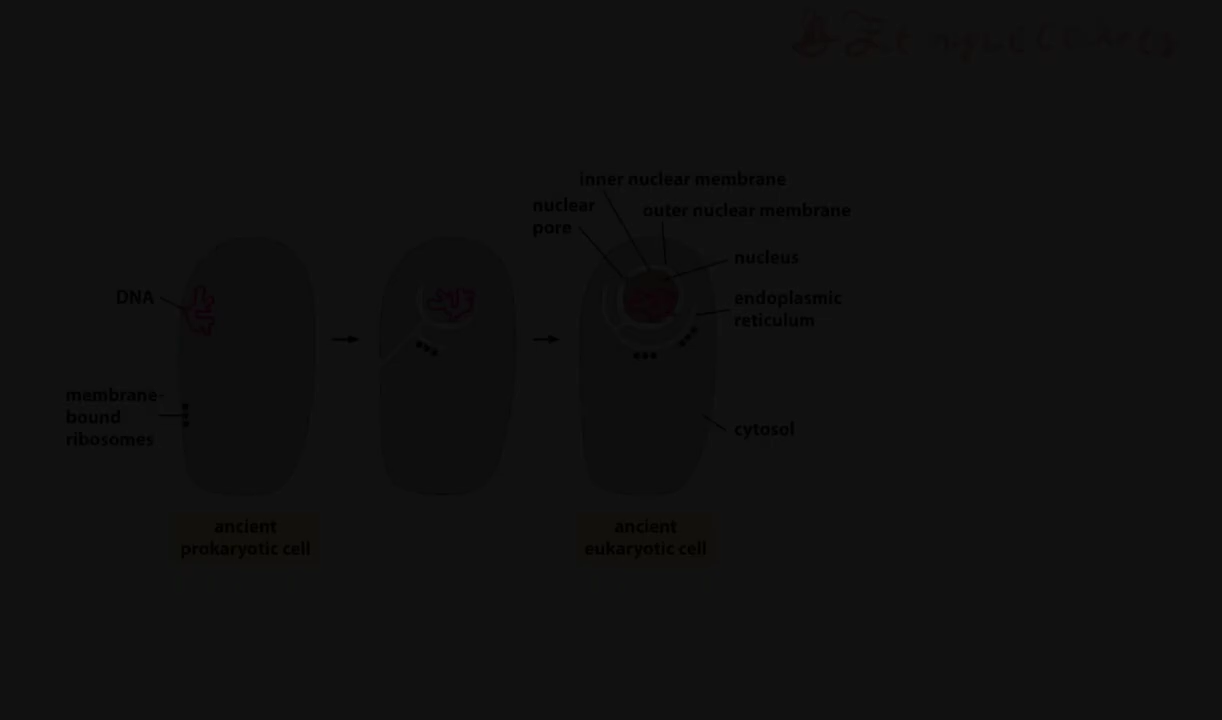 inner nuclear membrane
nuclear
pore
outer nuclear membrane
nucleus
DNA
endoplasmic
reticulum
membrane-
bound
ribosomes
cytosol
ancient
prokaryotic cell
ancient
eukaryotic cell